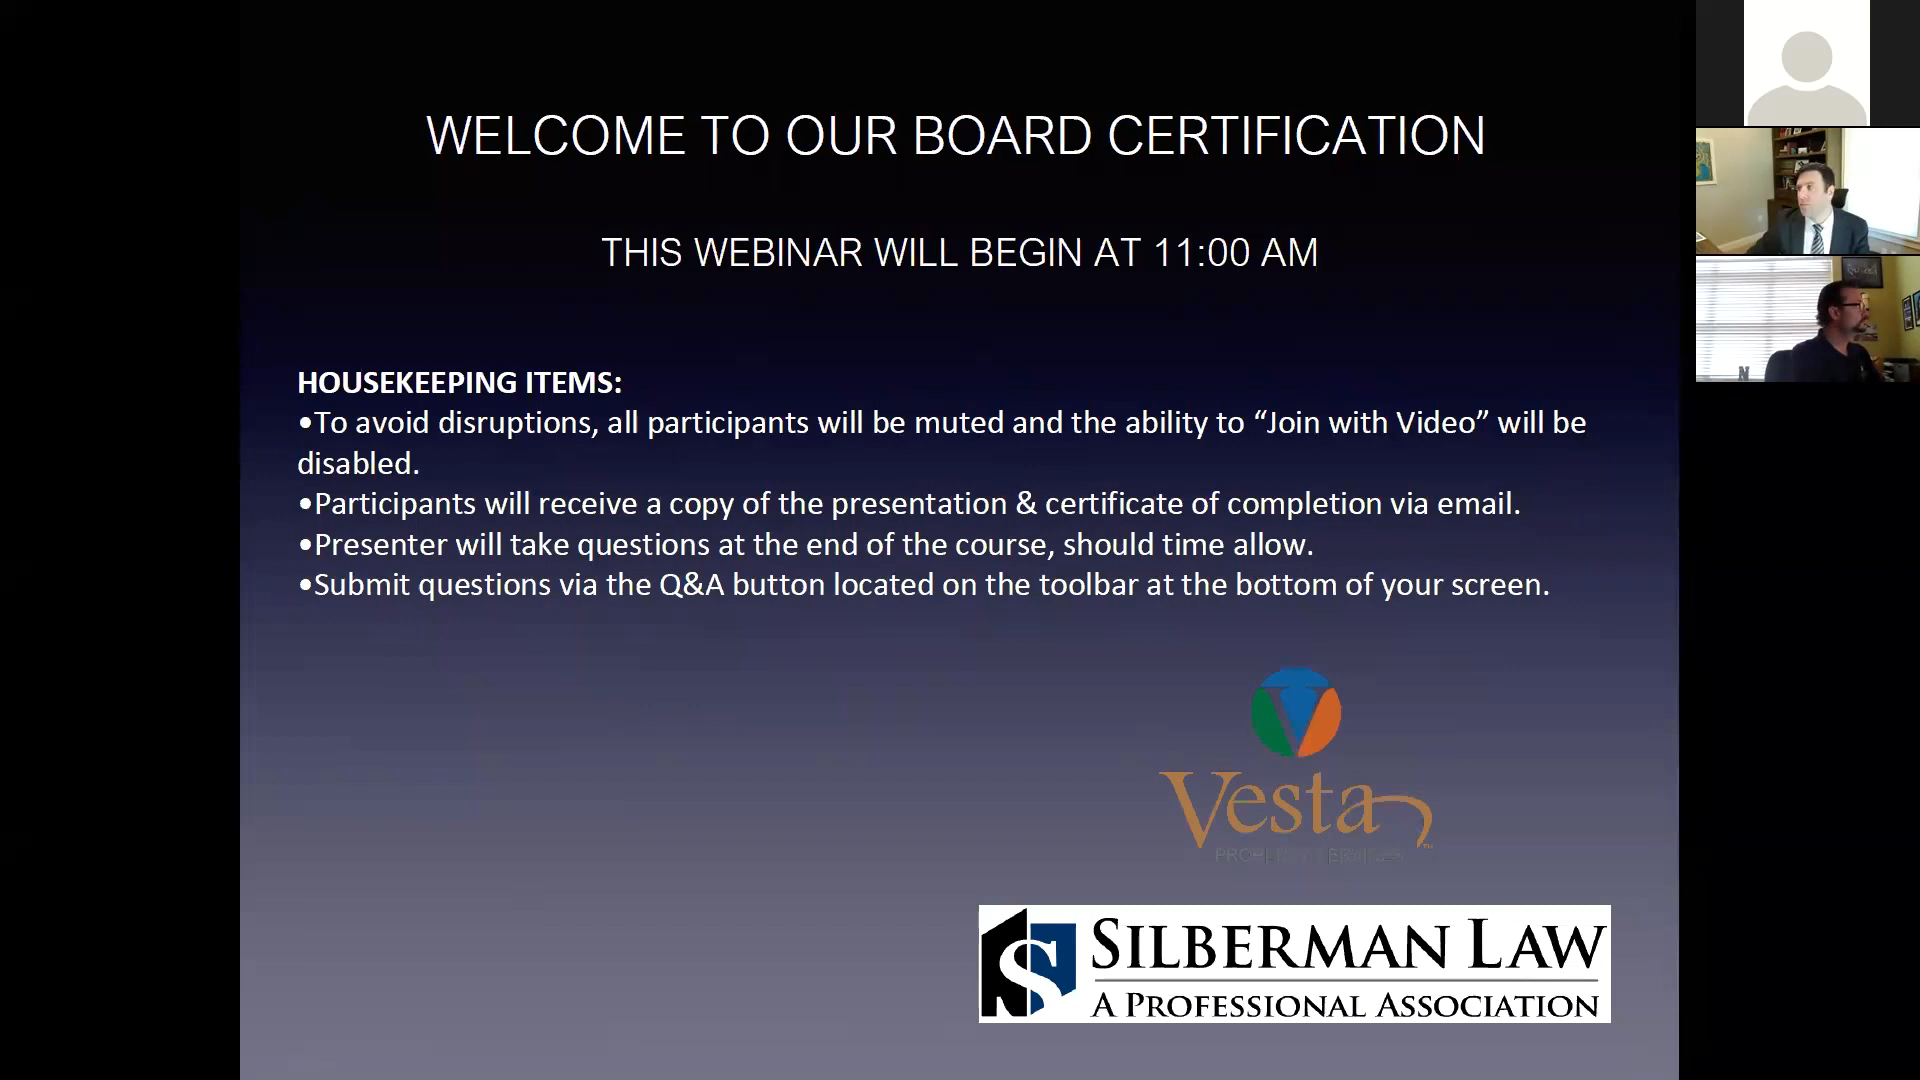 WELCOME TO OUR BOARD CERTIFICATION
THIS WEBINAR WILL BEGIN AT 11:00 AM
HOUSEKEEPING ITEMS:
•To avoid disruptions, all participants will be muted and the ability to “Join with Video” will be
disabled.
•Participants will receive a copy of the presentation & certificate of completion via email.
•Presenter will take questions at the end of the course, should time allow.
•Submit questions via the Q&A button located on the toolbar at the bottom of your screen.
Vesta
S SILBERMAN LAW
A PROFESSIONAL ASSOCIATION
N